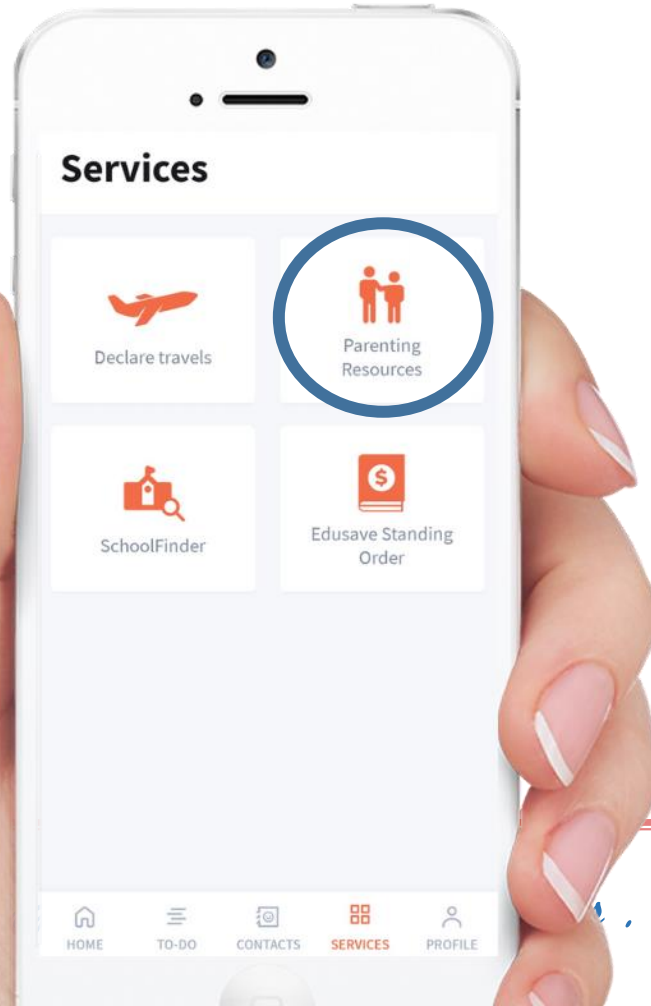 Services
Declare travels
Parenting
Resources
SchoolFinder
Edusave Standing
Order
HOME TO-DO CONTACTS SERVICES PROFILE